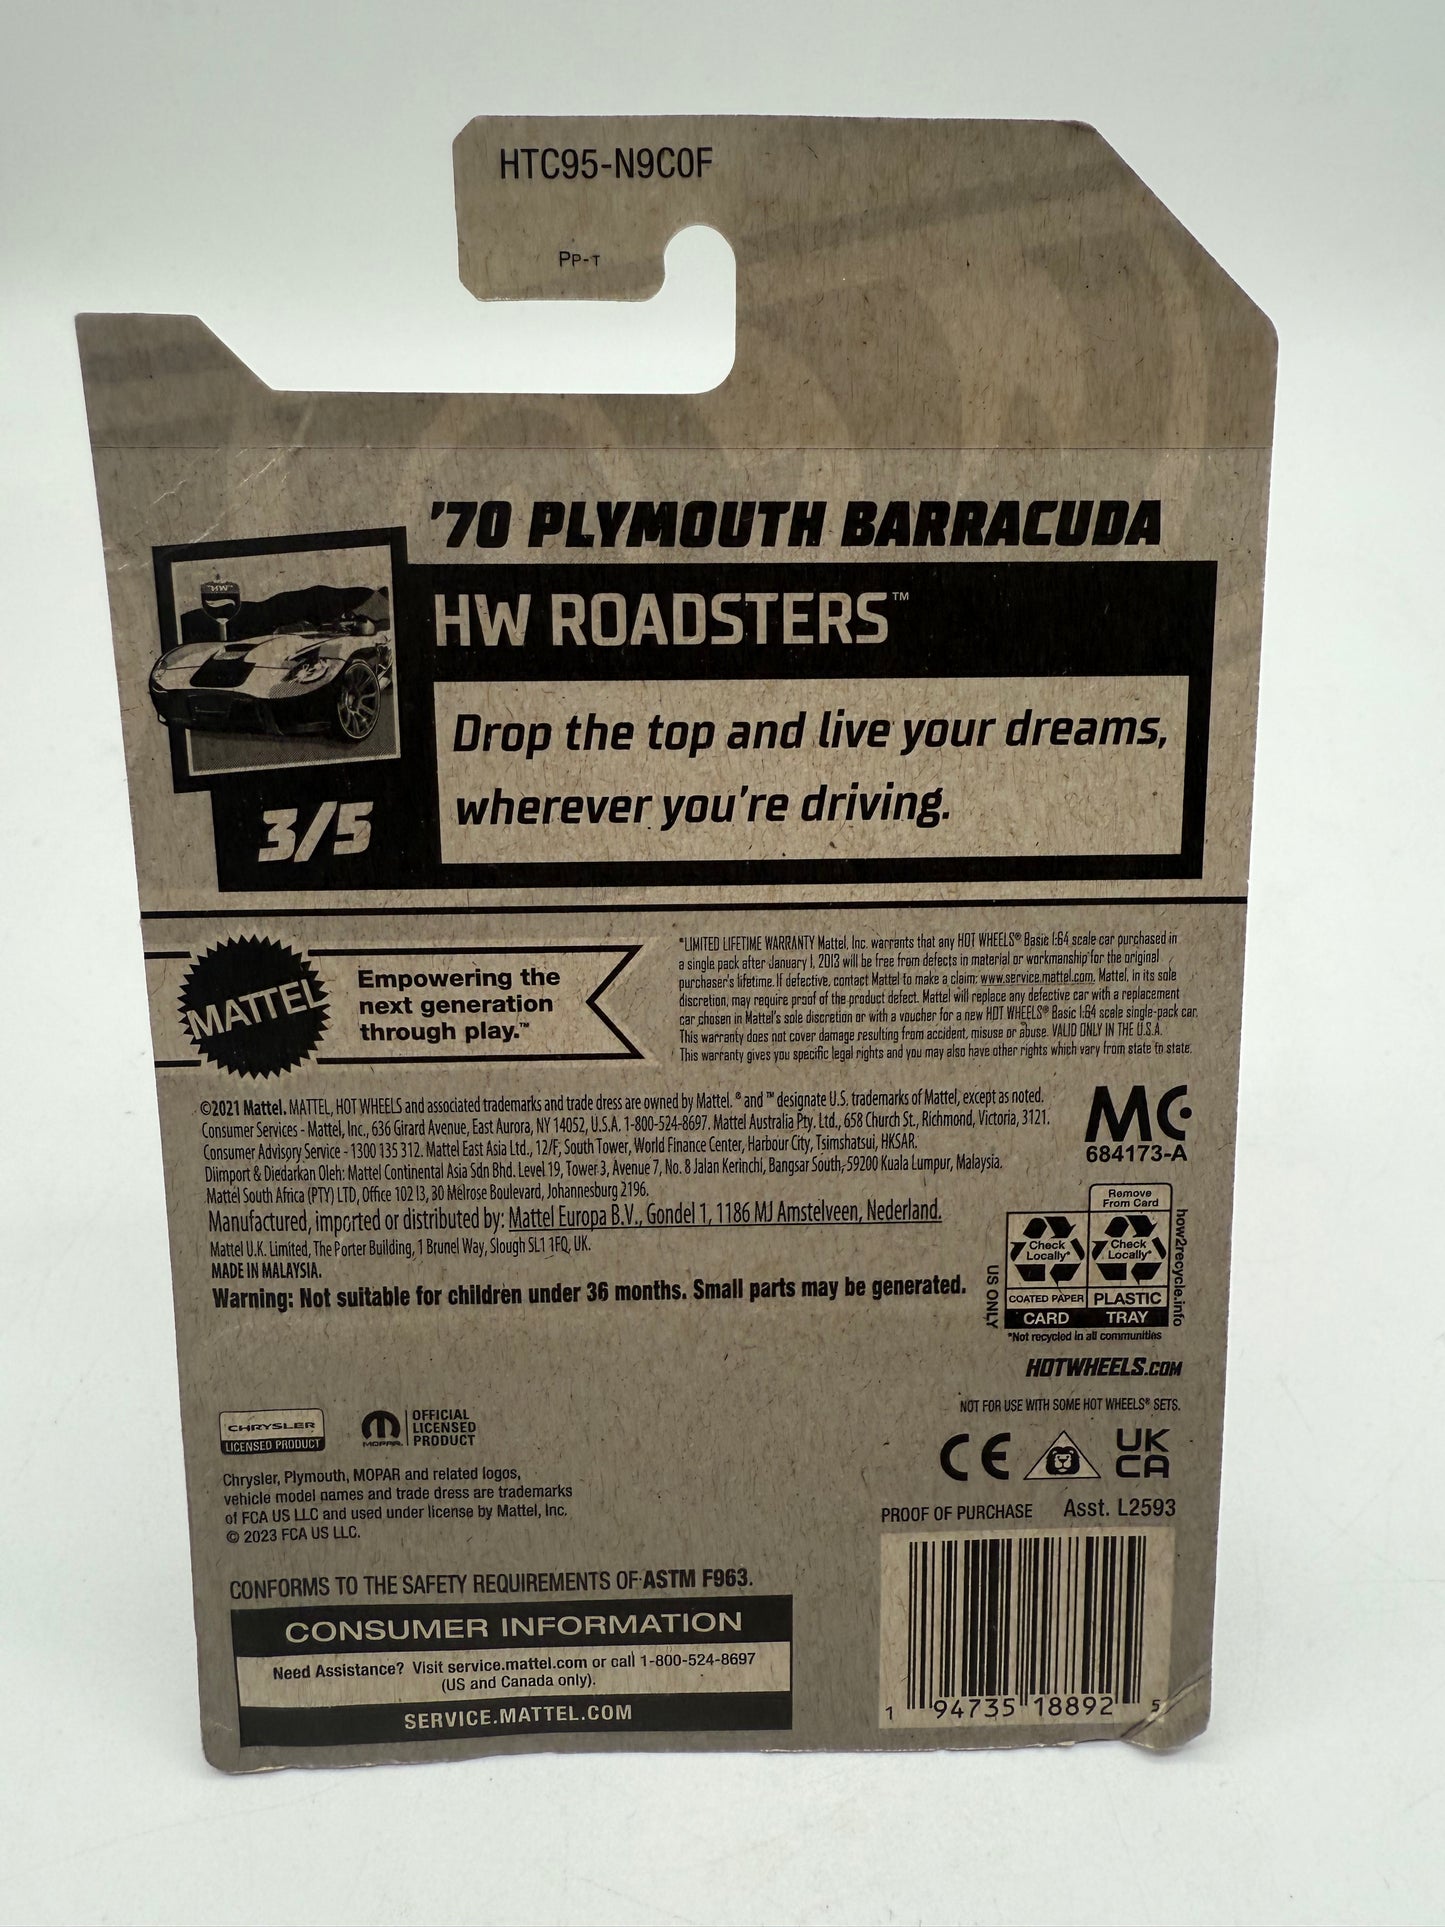 HTC95-N9C0F
PP-T
'70 PLYMOUTH BARRACUDA
HW ROADSTERS™
Drop the top and live your dreams,
wherever you're driving.
3/5
MATTEL
Empowering the
next generation
through play.™
*LIMITED LIFETIME WARRANTY Mattel, Inc. warrants that any HOT WHEELS® Basic 1:64 scale car purchased in
a single pack after January 1, 2013 will be free from defects in material or workmanship for the original
purchaser's lifetime. If defective, contact Mattel to make a claim: www.service.mattel.com. Mattel, in its sole
discretion, may require proof of the product defect. Mattel will replace any defective car with a replacement
car chosen in Mattel's sole discretion or with a voucher for a new HOT WHEELS® Basic 1:64 scale single-pack car.
This warranty does not cover damage resulting from accident, misuse or abuse. VALID ONLY IN THE U.S.A.
This warranty gives you specific legal rights and you may also have other rights which vary from state to state.
©2021 Mattel. MATTEL, HOT WHEELS and associated trademarks and trade dress are owned by Mattel. ® and ™ designate U.S. trademarks of Mattel, except as noted.
Consumer Services - Mattel, Inc., 636 Girard Avenue, East Aurora, NY 14052, U.S.A. 1-800-524-8697. Mattel Australia Pty. Ltd., 658 Church St., Richmond, Victoria, 3121.
Consumer Advisory Service - 1300 135 312. Mattel East Asia Ltd., 12/F, South Tower, World Finance Center, Harbour City, Tsimshatsui, HKSAR.
Diimport & Diedarkan Oleh: Mattel Continental Asia Sdn Bhd. Level 19, Tower 3, Avenue 7, No. 8 Jalan Kerinchi, Bangsar South, 59200 Kuala Lumpur, Malaysia.
Mattel South Africa (PTY) LTD, Office 102 I3, 30 Melrose Boulevard, Johannesburg 2196.
Manufactured, imported or distributed by: Mattel Europa B.V., Gondel 1, 1186 MJ Amstelveen, Nederland.
Mattel U.K. Limited, The Porter Building, 1 Brunel Way, Slough SL1 1FQ, UK.
MADE IN MALAYSIA.
Warning: Not suitable for children under 36 months. Small parts may be generated.
MC
684173-A
Remove
From Card
Check
Locally*
Check
Locally*
COATED PAPER
PLASTIC
CARD
TRAY
US ONLY
how2recycle.info
*Not recycled in all communities
HOTWHEELS.COM
NOT FOR USE WITH SOME HOT WHEELS® SETS.
CE
UK
CA
CHRYSLER
LICENSED PRODUCT
MOPAR
OFFICIAL
LICENSED
PRODUCT
Chrysler, Plymouth, MOPAR and related logos,
vehicle model names and trade dress are trademarks
of FCA US LLC and used under license by Mattel, Inc.
© 2023 FCA US LLC.
PROOF OF PURCHASE Asst. L2593
1 94735 18892 5
CONFORMS TO THE SAFETY REQUIREMENTS OF ASTM F963.
CONSUMER INFORMATION
Need Assistance? Visit service.mattel.com or call 1-800-524-8697
(US and Canada only).
SERVICE.MATTEL.COM